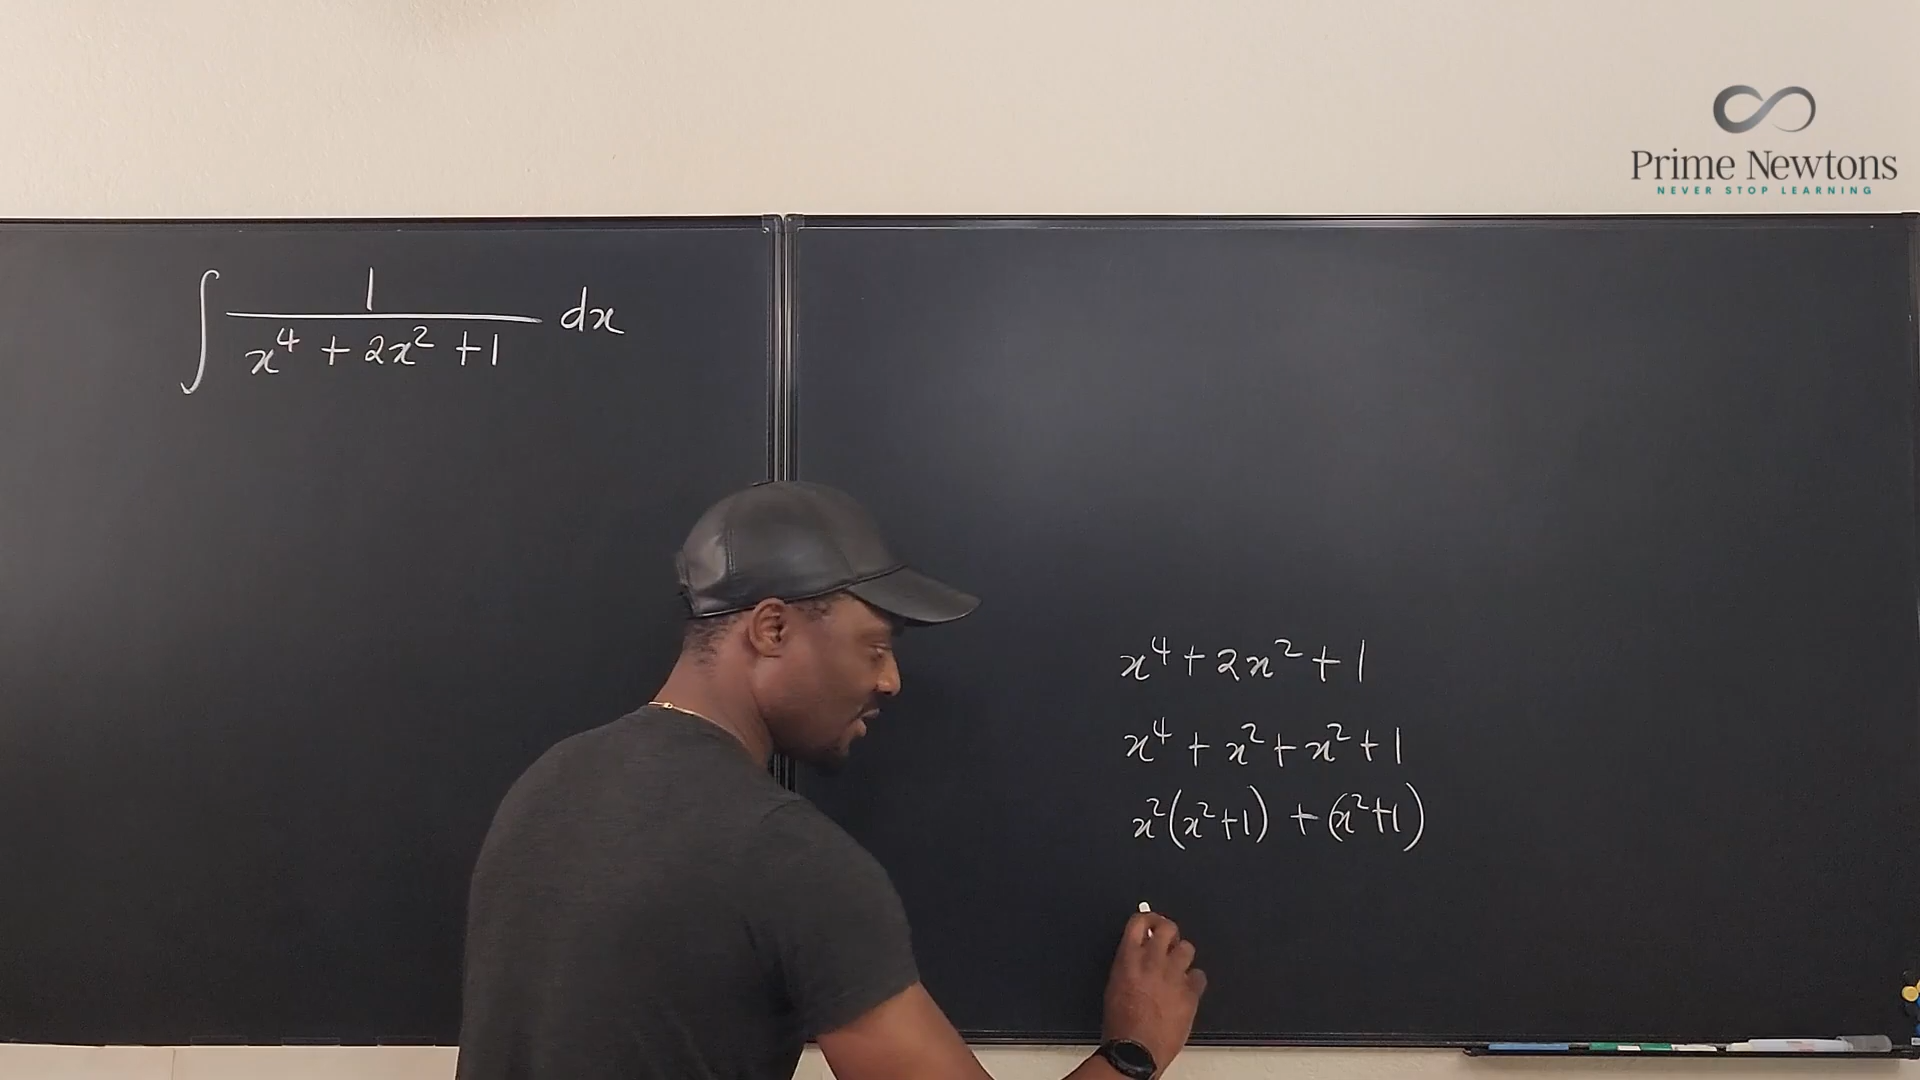 Prime Newtons
NEVER STOP LEARNING
∫ 1/(x⁴ + 2x² + 1) dx
x⁴ + 2x² + 1
x⁴ + x² + x² + 1
x²(x²+1) + (x²+1)